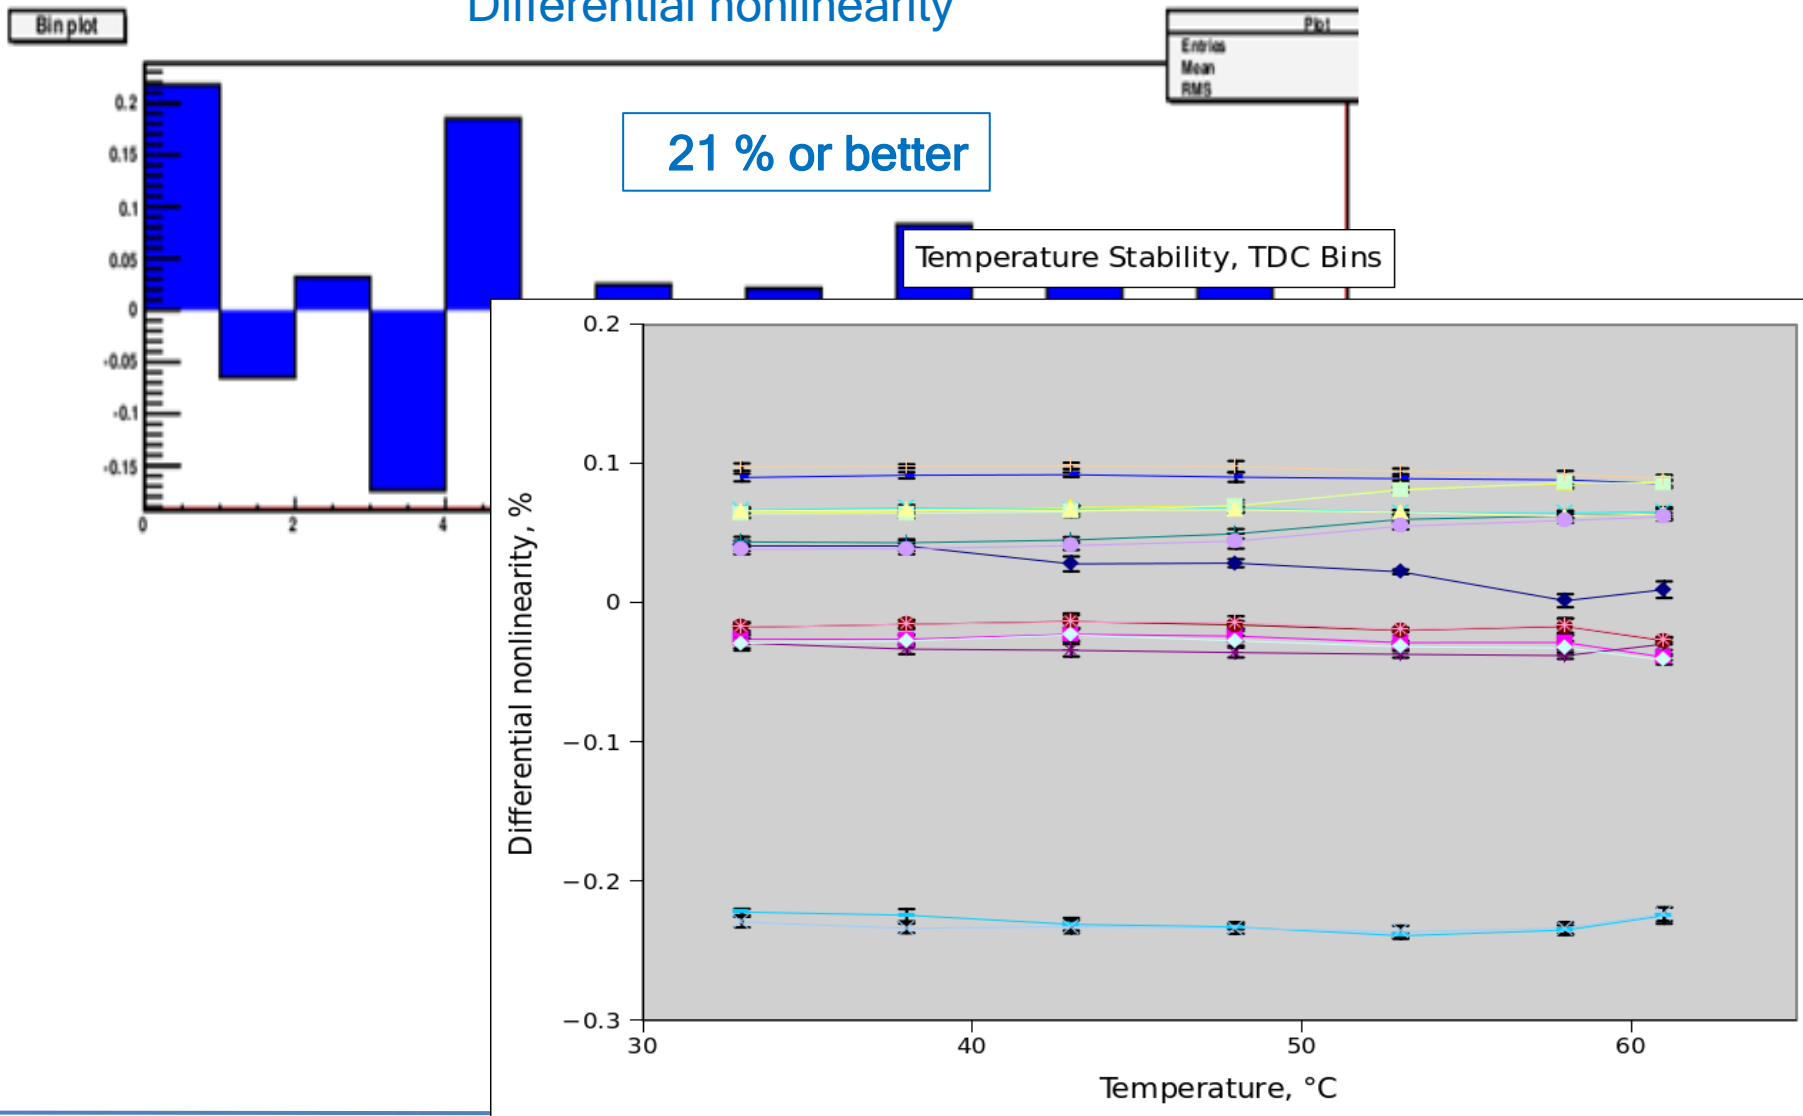 Differential nonlinearity
Bin plot
Plot
Entries
Mean
RMS
0.2
0.15
0.1
0.05
0
-0.05
-0.1
-0.15
0
2
4
21 % or better
Temperature Stability, TDC Bins
Differential nonlinearity, %
0.2
0.1
0
−0.1
−0.2
−0.3
30
40
50
60
Temperature, °C